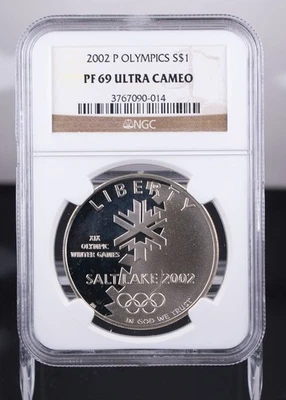 2002 P OLYMPICS S$1
PF 69 ULTRA CAMEO
3767090-014
NGC
LIBERTY
XIX
OLYMPIC
WINTER GAMES
SALT LAKE 2002
IN GOD WE TRUST